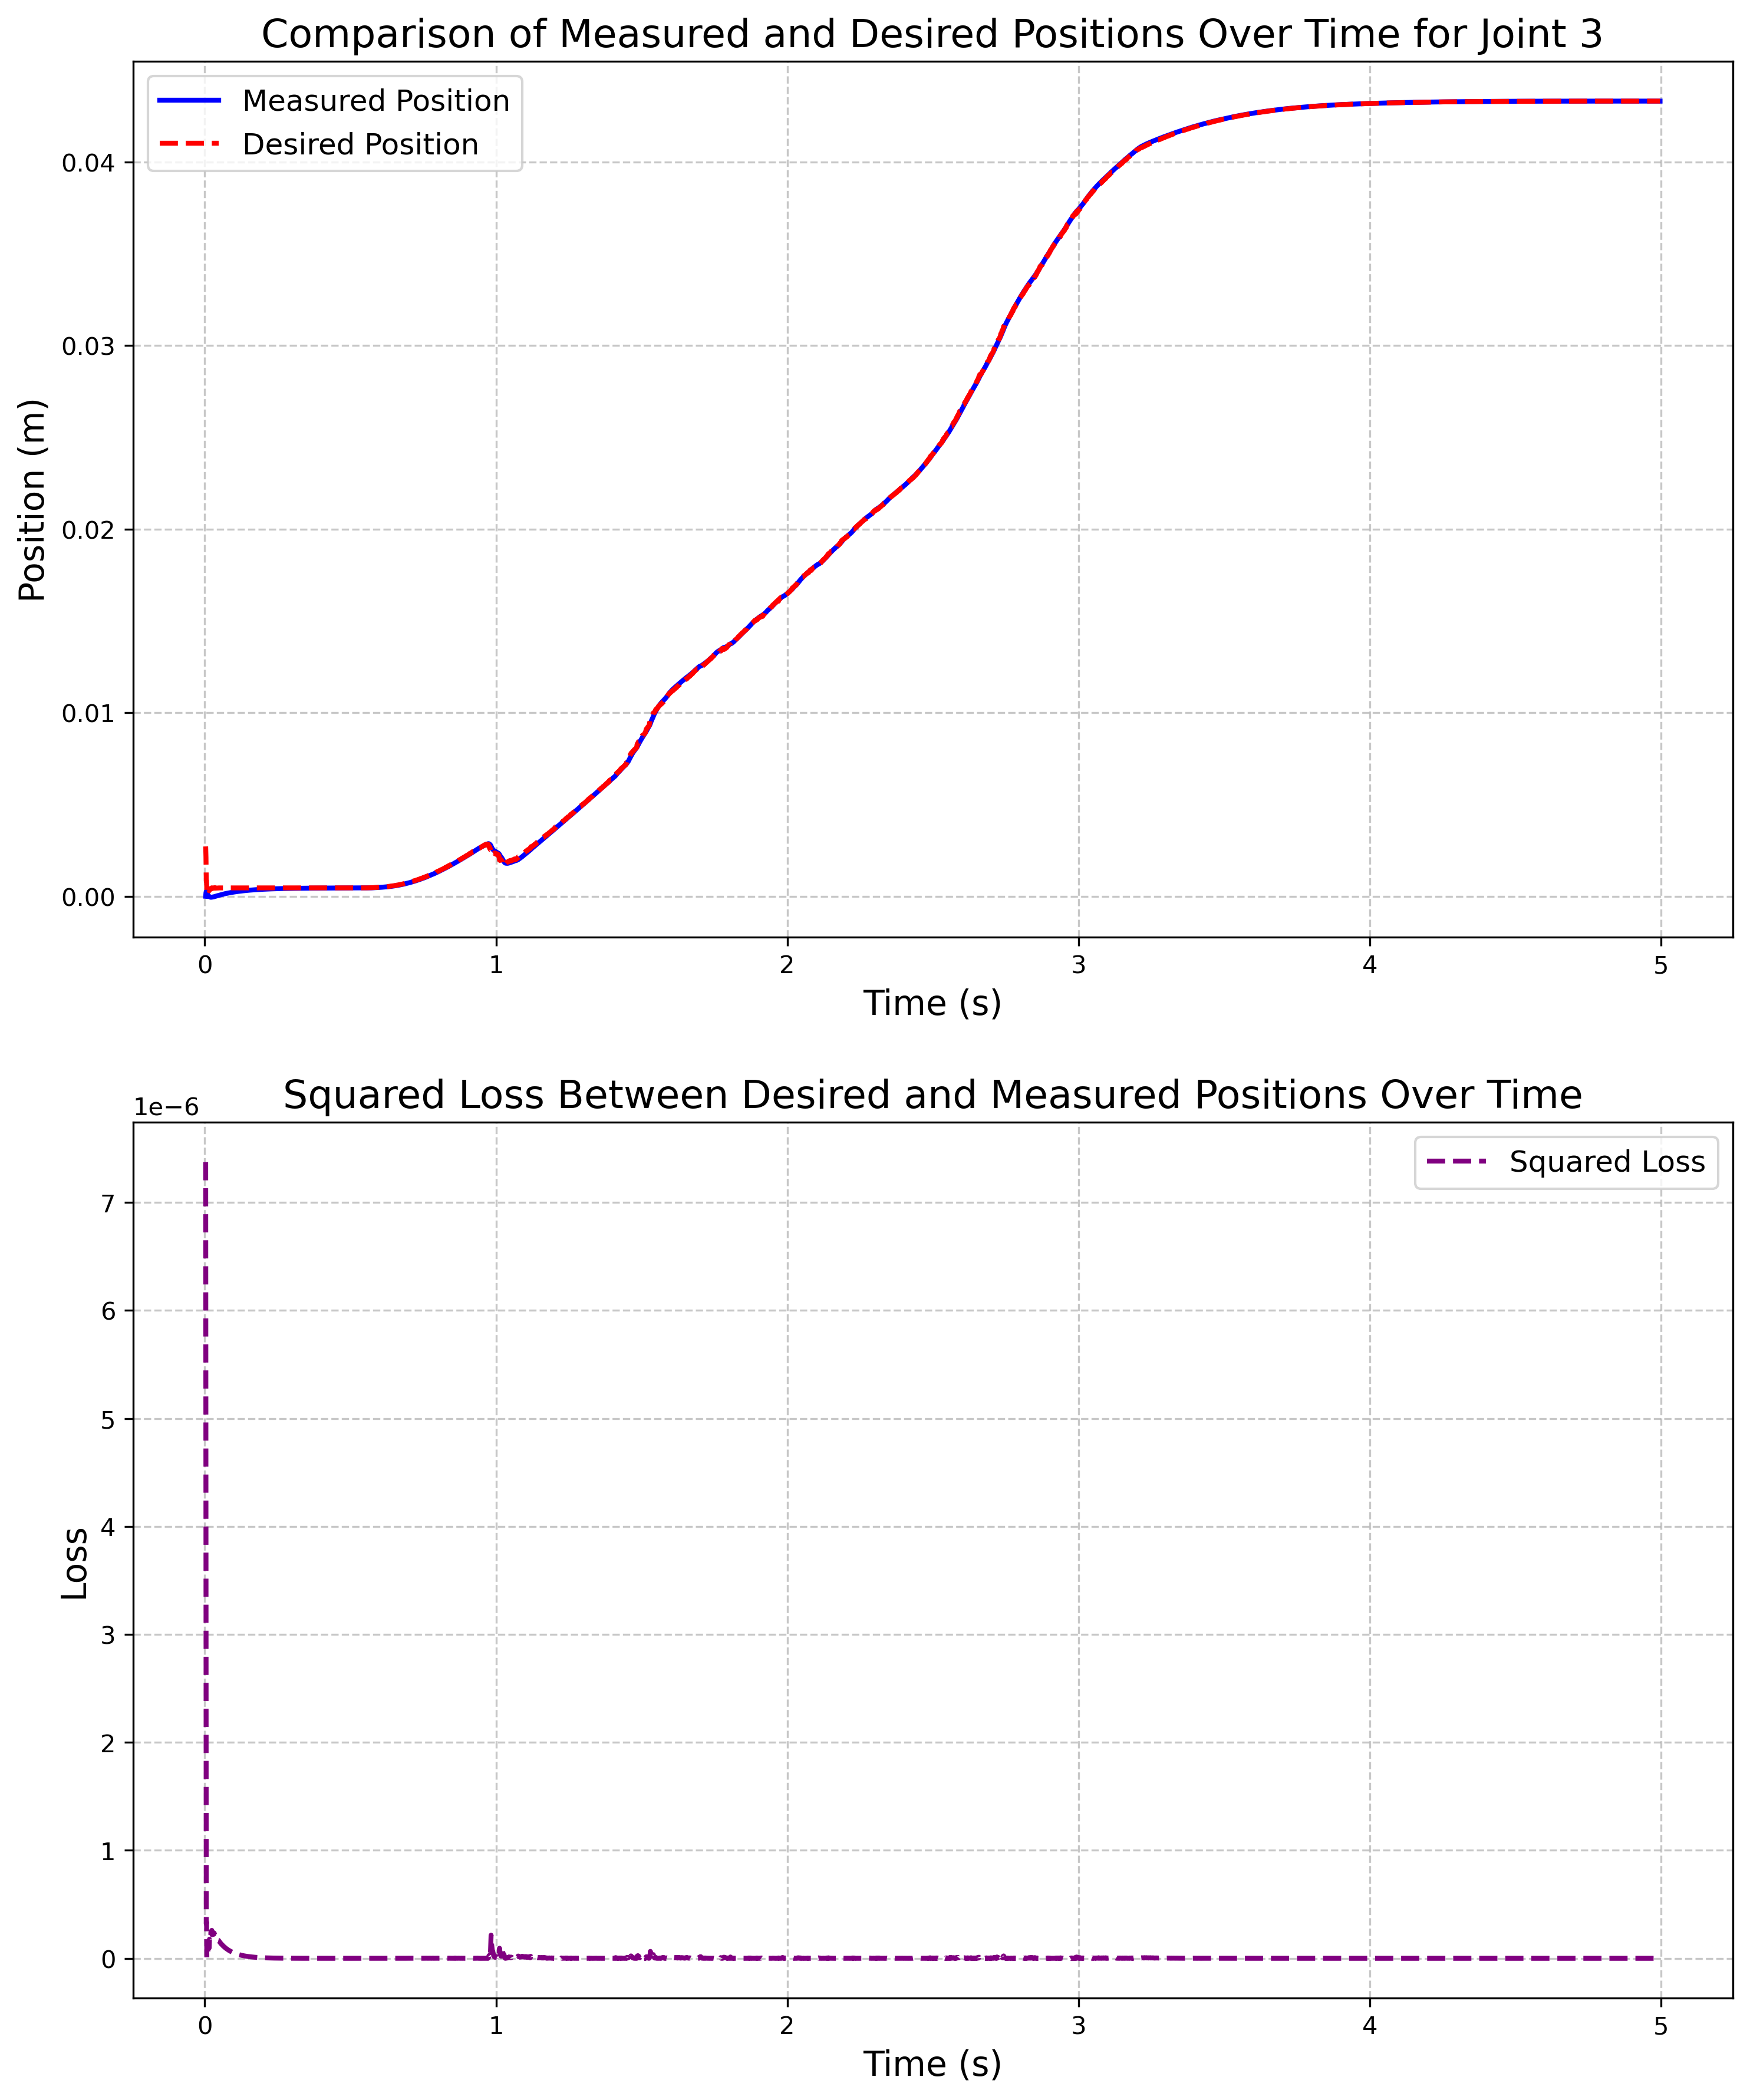 Comparison of Measured and Desired Positions Over Time for Joint 3
Measured Position
Desired Position
Position (m)
0.04
0.03
0.02
0.01
0.00
0 1 2 3 4 5
Time (s)
Squared Loss Between Desired and Measured Positions Over Time
1e−6
Squared Loss
Loss
7
6
5
4
3
2
1
0
0 1 2 3 4 5
Time (s)